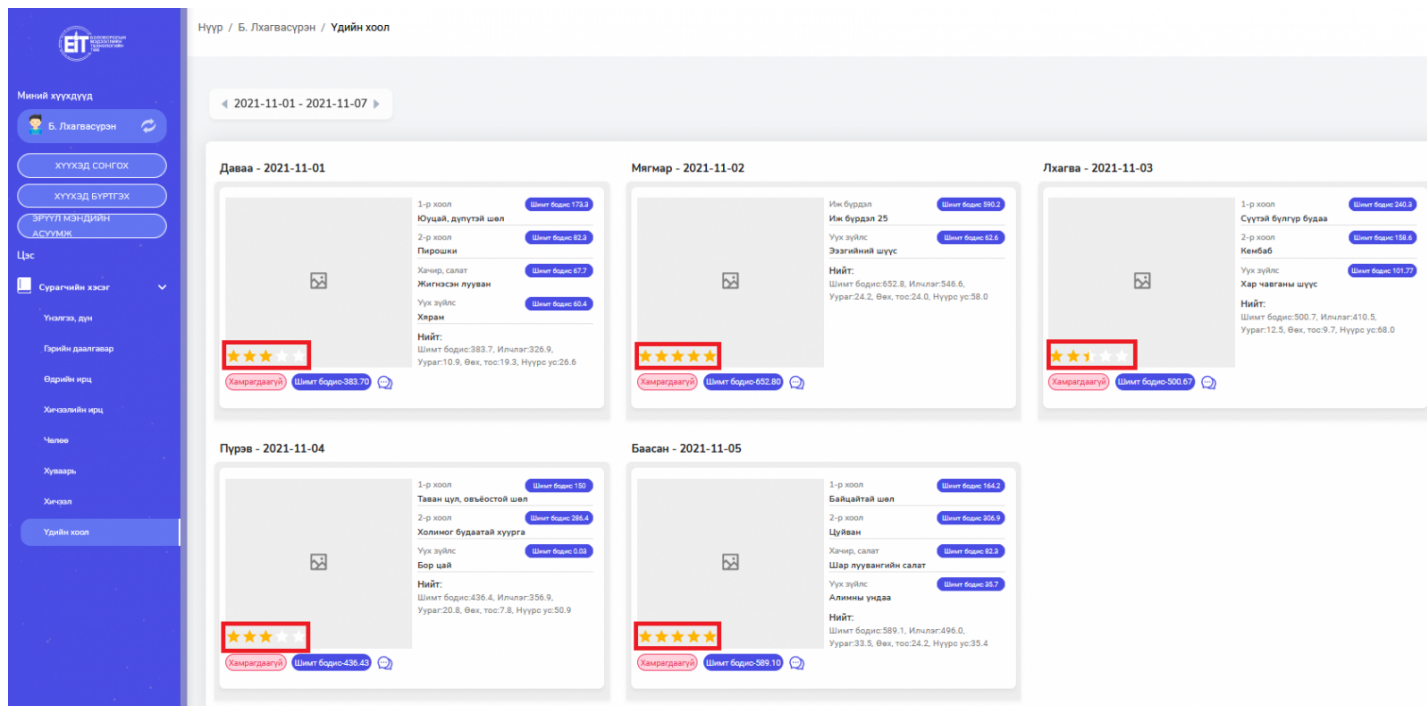 Нүүр / Б. Лхагвасүрэн / Үдийн хоол
EIT
БОЛОВСРОЛЫН
МЭДЭЭЛЛИЙН
ТЕХНОЛОГИЙН
ТӨВ
Миний хүүхдүүд
Б. Лхагвасүрэн
ХҮҮХЭД СОНГОХ
ХҮҮХЭД БҮРТГЭХ
ЭРҮҮЛ МЭНДИЙН
АСУУМЖ
Цэс
Сурагчийн хэсэг
Үнэлгээ, дүн
Гэрийн даалгавар
Өдрийн ирц
Хичээлийн ирц
Чөлөө
Хуваарь
Хичээл
Үдийн хоол
2021-11-01 - 2021-11-07
Даваа - 2021-11-01
1-р хоол
Шимт бодис 173.3
Юуцай, дүпүтэй шөл
2-р хоол
Шимт бодис 82.3
Пирошки
Хачир, салат
Шимт бодис 67.7
Жигнэсэн лууван
Уух зүйлс
Шимт бодис 60.4
Хярам
Нийт:
Шимт бодис:383.7, Илчлэг:326.9,
Уураг:10.9, Өөх, тос:19.3, Нүүрс ус:26.6
Хамрагдаагүй
Шимт бодис-383.70
Мягмар - 2021-11-02
Иж бүрдэл
Шимт бодис 590.2
Иж бүрдэл 25
Уух зүйлс
Шимт бодис 62.6
Ээзгийний шүүс
Нийт:
Шимт бодис:652.8, Илчлэг:546.6,
Уураг:24.2, Өөх, тос:24.0, Нүүрс ус:58.0
Хамрагдаагүй
Шимт бодис-652.80
Лхагва - 2021-11-03
1-р хоол
Шимт бодис 240.3
Сүүтэй булгур будаа
2-р хоол
Шимт бодис 158.6
Кембаб
Уух зүйлс
Шимт бодис 101.77
Хар чавганы шүүс
Нийт:
Шимт бодис:500.7, Илчлэг:410.5,
Уураг:12.5, Өөх, тос:9.7, Нүүрс ус:68.0
Хамрагдаагүй
Шимт бодис-500.67
Пүрэв - 2021-11-04
1-р хоол
Шимт бодис 150
Таван цул, овъёостой шөл
2-р хоол
Шимт бодис 286.4
Холимог будаатай хуурга
Уух зүйлс
Шимт бодис 0.03
Бор цай
Нийт:
Шимт бодис:436.4, Илчлэг:356.9,
Уураг:20.8, Өөх, тос:7.8, Нүүрс ус:50.9
Хамрагдаагүй
Шимт бодис-436.43
Баасан - 2021-11-05
1-р хоол
Шимт бодис 164.2
Байцайтай шөл
2-р хоол
Шимт бодис 306.9
Цуйван
Хачир, салат
Шимт бодис 82.3
Шар луувангийн салат
Уух зүйлс
Шимт бодис 35.7
Алимны ундаа
Нийт:
Шимт бодис:589.1, Илчлэг:496.0,
Уураг:33.5, Өөх, тос:24.2, Нүүрс ус:35.4
Хамрагдаагүй
Шимт бодис-589.10